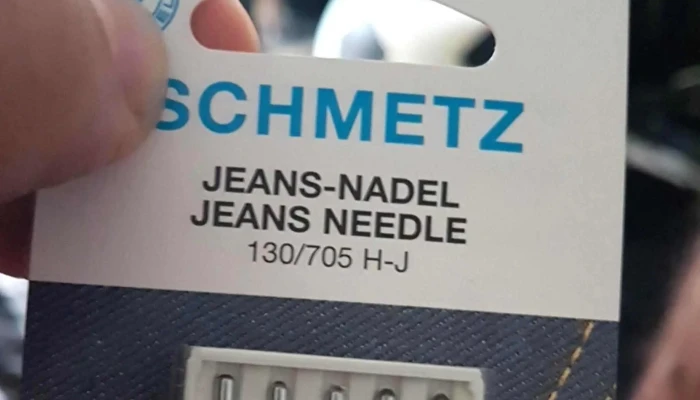 SCHMETZ
JEANS-NADEL
JEANS NEEDLE
130/705 H-J